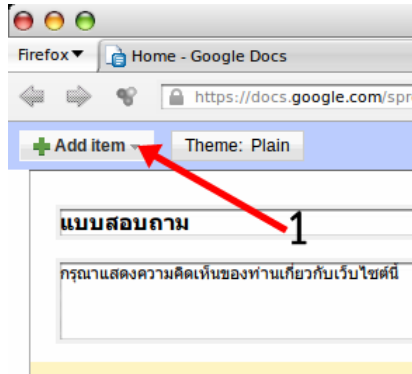 Firefox
Home - Google Docs
https://docs.google.com/spr
Add item
Theme: Plain
1
แบบสอบถาม
กรุณาแสดงความคิดเห็นของท่านเกี่ยวกับเว็บไซต์นี้